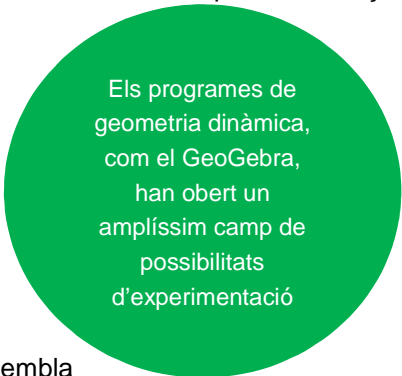 Els programes de
geometria dinàmica,
com el GeoGebra,
han obert un
amplíssim camp de
possibilitats
d’experimentació
embla